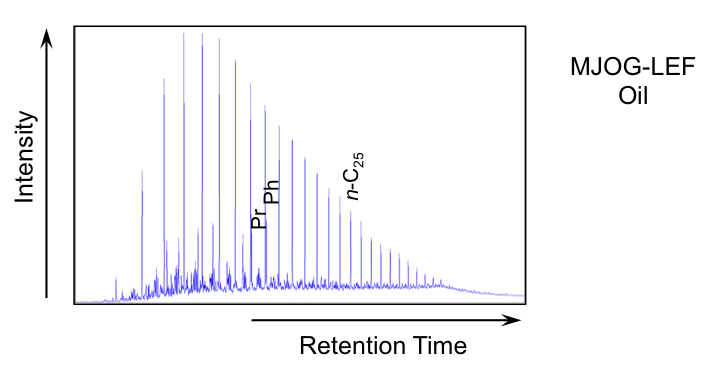 MJOG-LEF
Oil
Intensity
Pr
Ph
n-C25
Retention Time